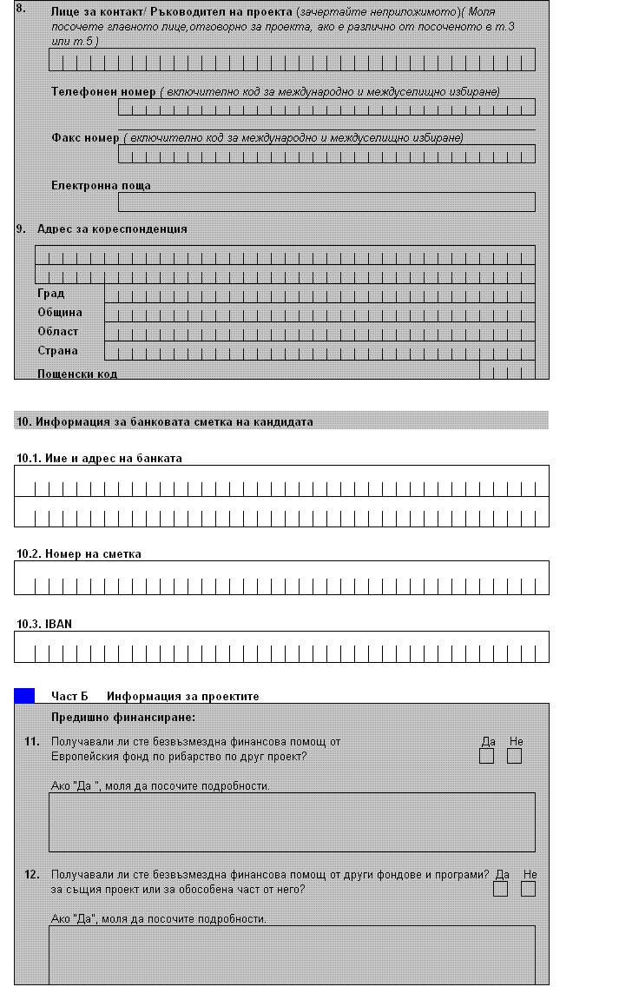 8. Лице за контакт/ Ръководител на проекта (зачертайте неприложимото)( Моля
посочете главното лице,отговорно за проекта, ако е различно от посоченото в т.3
или т.5 )
Телефонен номер ( включително код за международно и междуселищно избиране)
Факс номер ( включително код за международно и междуселищно избиране)
Електронна поща
9. Адрес за кореспонденция
Град
Община
Област
Страна
Пощенски код
10. Информация за банковата сметка на кандидата
10.1. Име и адрес на банката
10.2. Номер на сметка
10.3. IBAN
Част Б Информация за проектите
Предишно финансиране:
11. Получавали ли сте безвъзмездна финансова помощ от Да Не
Европейския фонд по рибарство по друг проект?
Ако "Да ", моля да посочите подробности.
12. Получавали ли сте безвъзмездна финансова помощ от други фондове и програми? Да Не
за същия проект или за обособена част от него?
Ако "Да", моля да посочите подробности.